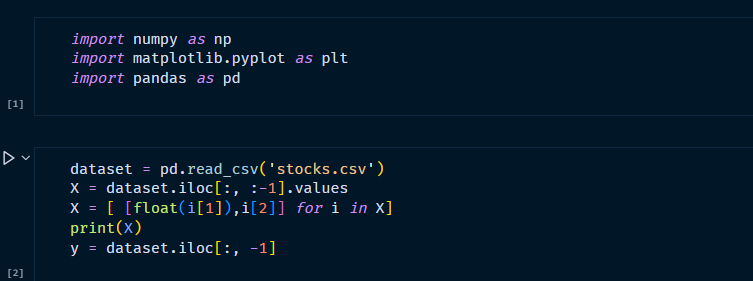 import numpy as np
import matplotlib.pyplot as plt
import pandas as pd
[1]
dataset = pd.read_csv('stocks.csv')
X = dataset.iloc[:, :-1].values
X = [ [float(i[1]),i[2]] for i in X]
print(X)
y = dataset.iloc[:, -1]
[2]